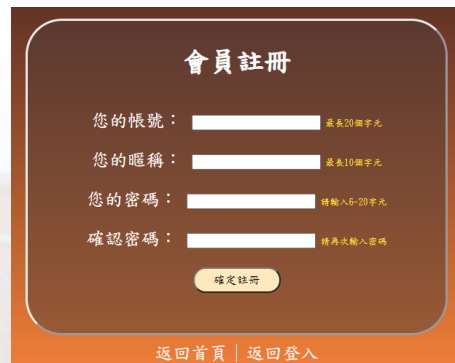 會員註冊
您的帳號： 最長20個字元
您的暱稱： 最長10個字元
您的密碼： 請輸入6-20字元
確認密碼： 請再次輸入密碼
確定註冊
返回首頁│返回登入